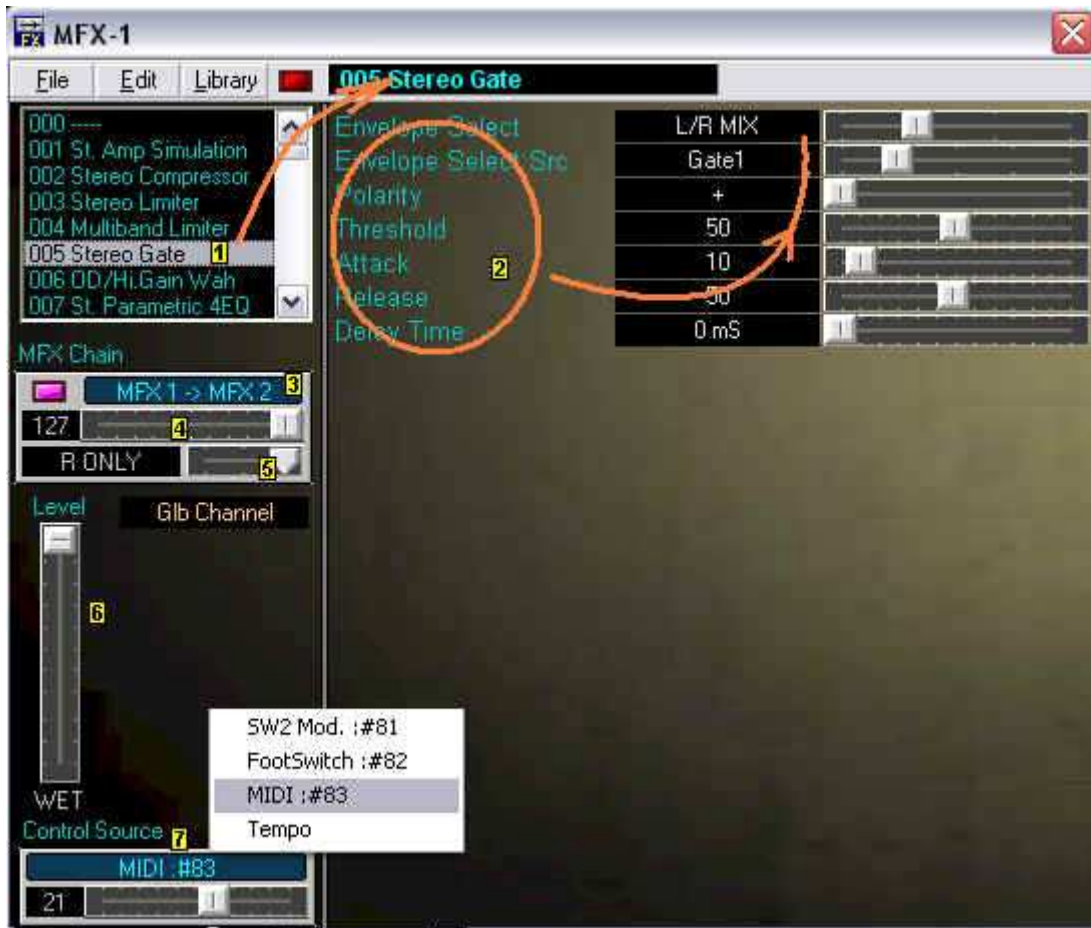 MFX-1
File Edit Library 005 Stereo Gate
000 -----
001 St. Amp Simulation
002 Stereo Compressor
003 Stereo Limiter
004 Multiband Limiter
005 Stereo Gate 1
006 OD/Hi.Gain Wah
007 St. Parametric 4EQ
Envelope Select L/R MIX
Envelope Select Src Gate1
Polarity +
Threshold 50
Attack 2 10
Release 50
Delay Time 0 mS
MFX Chain
MFX 1 -> MFX 2 3
127 4
R ONLY 5
Level Glb Channel
6
WET
SW2 Mod. :#81
FootSwitch :#82
MIDI :#83
Tempo
Control Source 7
MIDI :#83
21